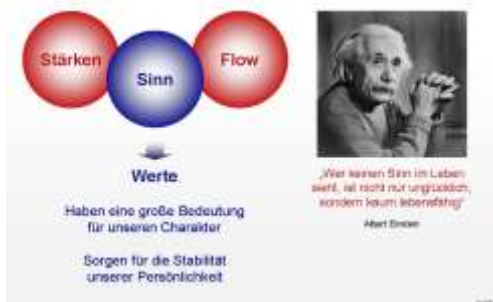 Stärken
Sinn
Flow
Werte
Haben eine große Bedeutung
für unseren Charakter
Sorgen für die Stabilität
unserer Persönlichkeit
„Wer keinen Sinn im Leben
sieht, ist nicht nur unglücklich,
sondern kaum lebensfähig“
Albert Einstein